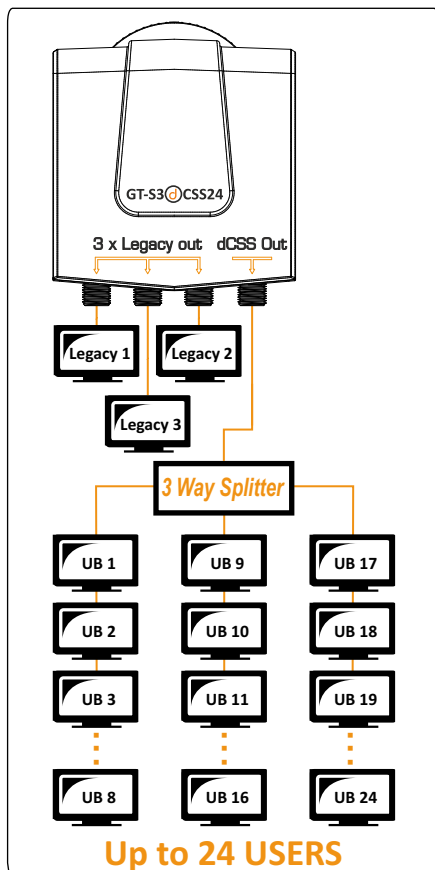 GT-S3dCSS24
3 x Legacy out dCSS Out
Legacy 1 Legacy 2
Legacy 3
3 Way Splitter
UB 1 UB 9 UB 17
UB 2 UB 10 UB 18
UB 3 UB 11 UB 19
UB 8 UB 16 UB 24
Up to 24 USERS